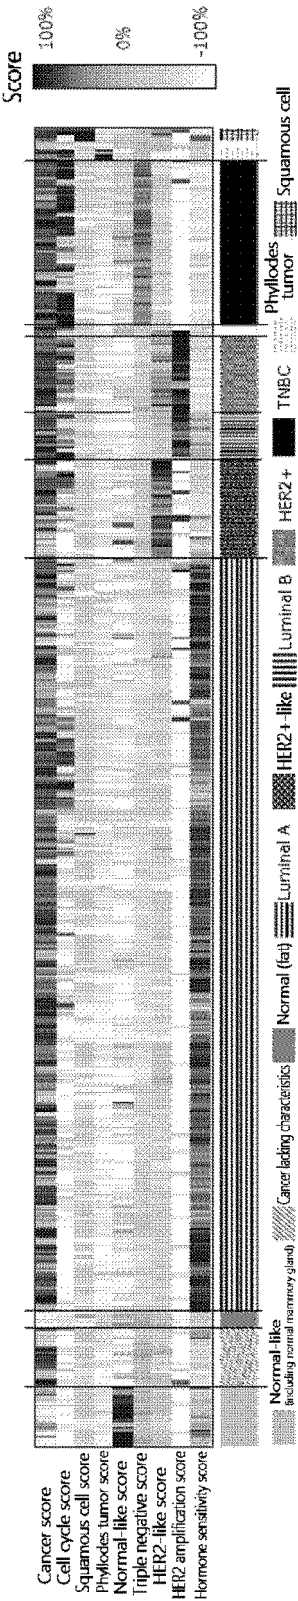 Score
100%
0%
-100%
Cancer score
Cell cycle score
Squamous cell score
Phyllodes tumor score
Normal-like score
Triple negative score
HER2-like score
HER2 amplification score
Hormone sensitivity score
Normal-like
(including normal mammary gland)
Cancer lacking characteristics
Normal (fat)
Luminal A
HER2+-like
Luminal B
HER2+
TNBC
Phyllodes
tumor
Squamous cell